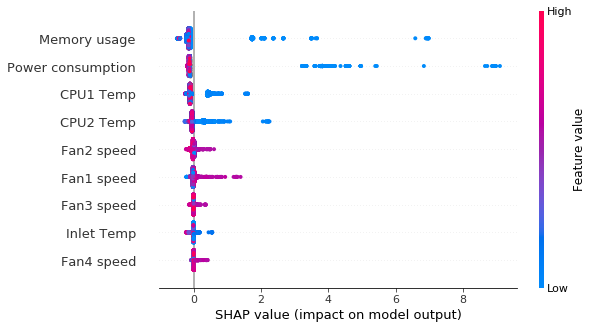 High
Memory usage
Power consumption
CPU1 Temp
CPU2 Temp
Fan2 speed
Fan1 speed
Fan3 speed
Inlet Temp
Fan4 speed
Feature value
Low
0 2 4 6 8
SHAP value (impact on model output)